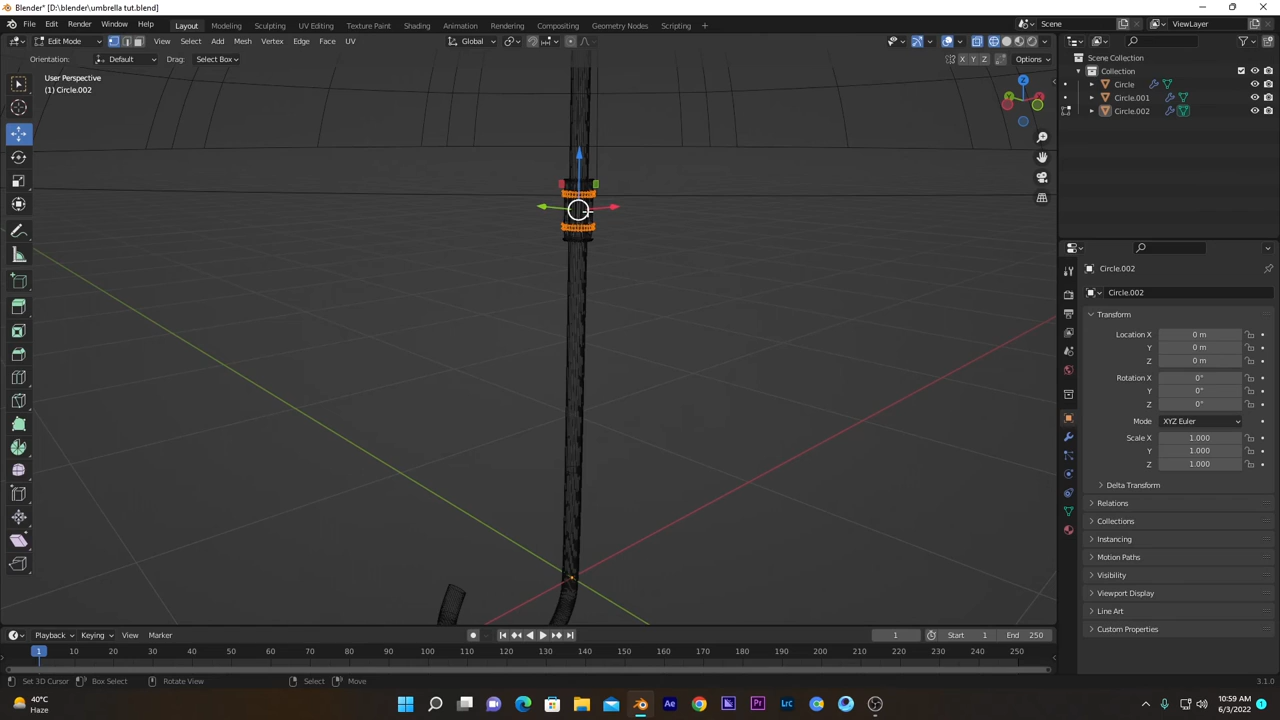 Blender* [D:\blender\umbrella tut.blend]
File Edit Render Window Help Layout Modeling Sculpting UV Editing Texture Paint Shading Animation Rendering Compositing Geometry Nodes Scripting Scene ViewLayer
Edit Mode View Select Add Mesh Vertex Edge Face UV Global
Orientation: Default Drag: Select Box X Y Z Options
User Perspective
(1) Circle.002
Z
Y X
Scene Collection
Collection
Circle
Circle.001
Circle.002
Circle.002
Circle.002
Transform
Location X 0 m
Y 0 m
Z 0 m
Rotation X 0°
Y 0°
Z 0°
Mode XYZ Euler
Scale X 1.000
Y 1.000
Z 1.000
Delta Transform
Relations
Collections
Instancing
Motion Paths
Visibility
Viewport Display
Line Art
Custom Properties
Playback Keying View Marker 1 Start 1 End 250
1 10 20 30 40 50 60 70 80 90 100 110 120 130 140 150 160 170 180 190 200 210 220 230 240 250
Set 3D Cursor Box Select Rotate View Select Move 3.1.0
40°C
Haze
Ae Pr Lrc
10:59 AM
6/3/2022